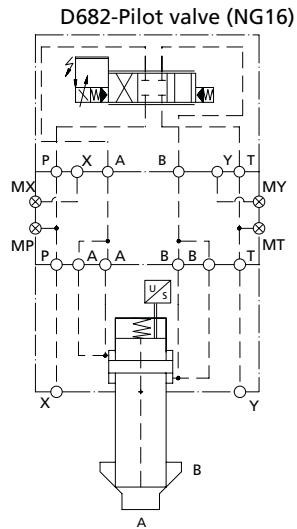 D682-Pilot valve (NG16)
P X A B Y T
MX MY
MP MT
P A A B B T
U
S
X Y
B
A